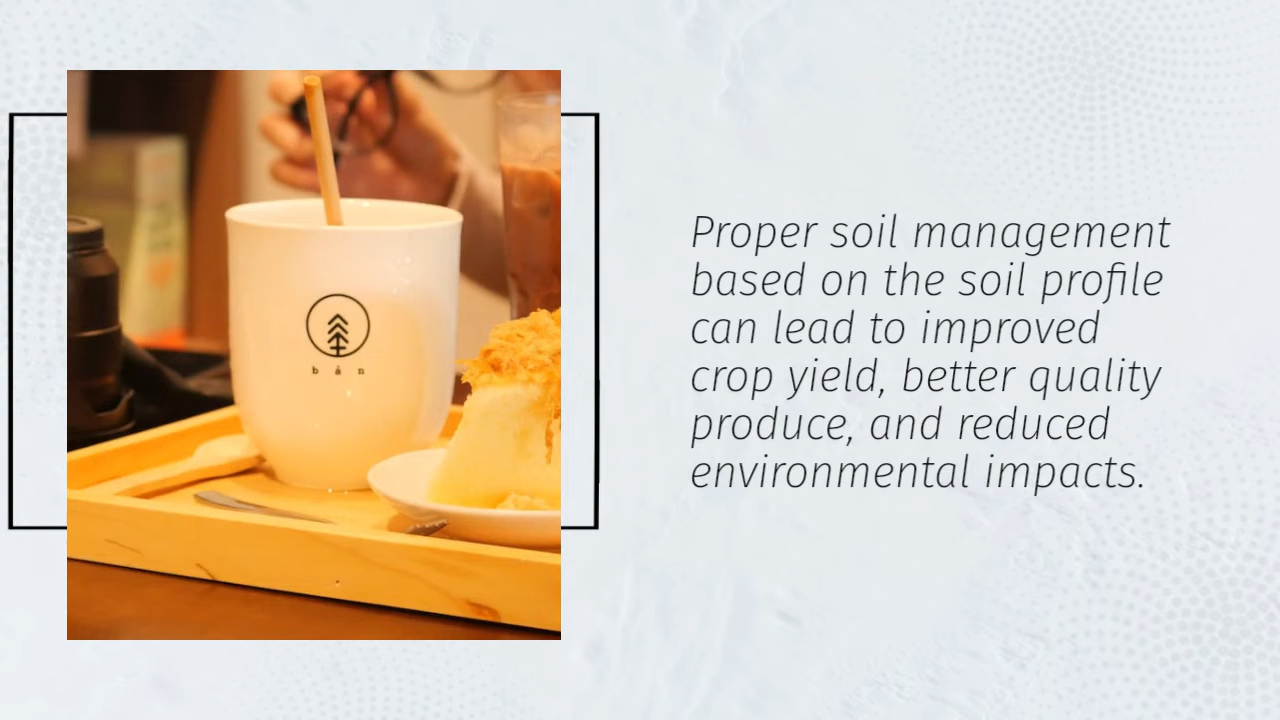 bán
Proper soil management
based on the soil profile
can lead to improved
crop yield, better quality
produce, and reduced
environmental impacts.